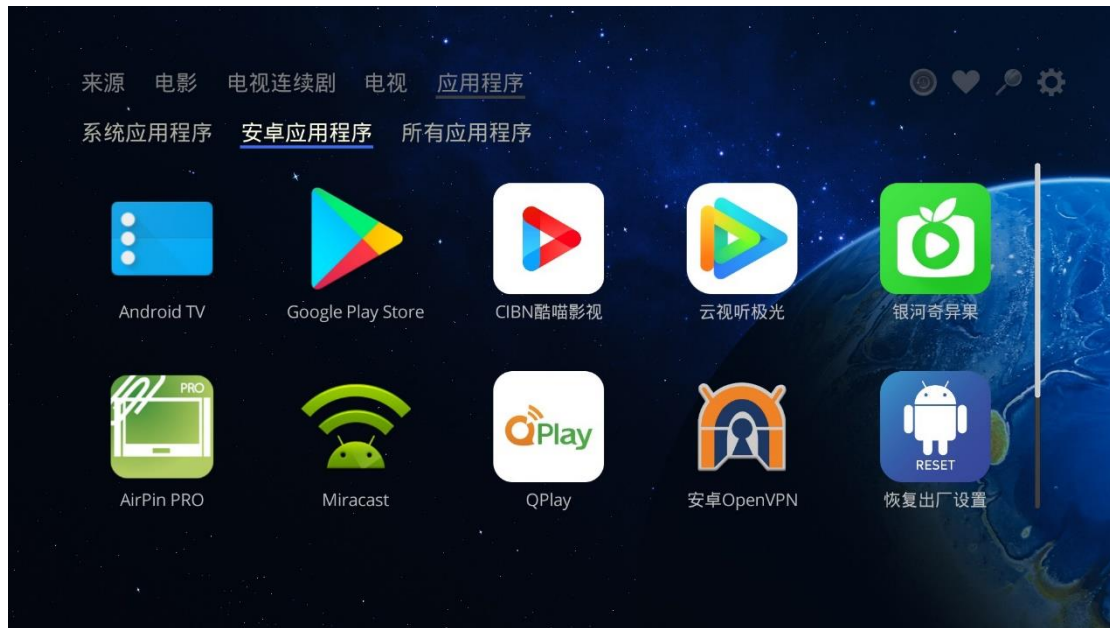 来源 电影 电视连续剧 电视 应用程序
系统应用程序 安卓应用程序 所有应用程序
Android TV Google Play Store CIBN酷喵影视 云视听极光 银河奇异果
PRO QPlay RESET
AirPin PRO Miracast QPlay 安卓OpenVPN 恢复出厂设置